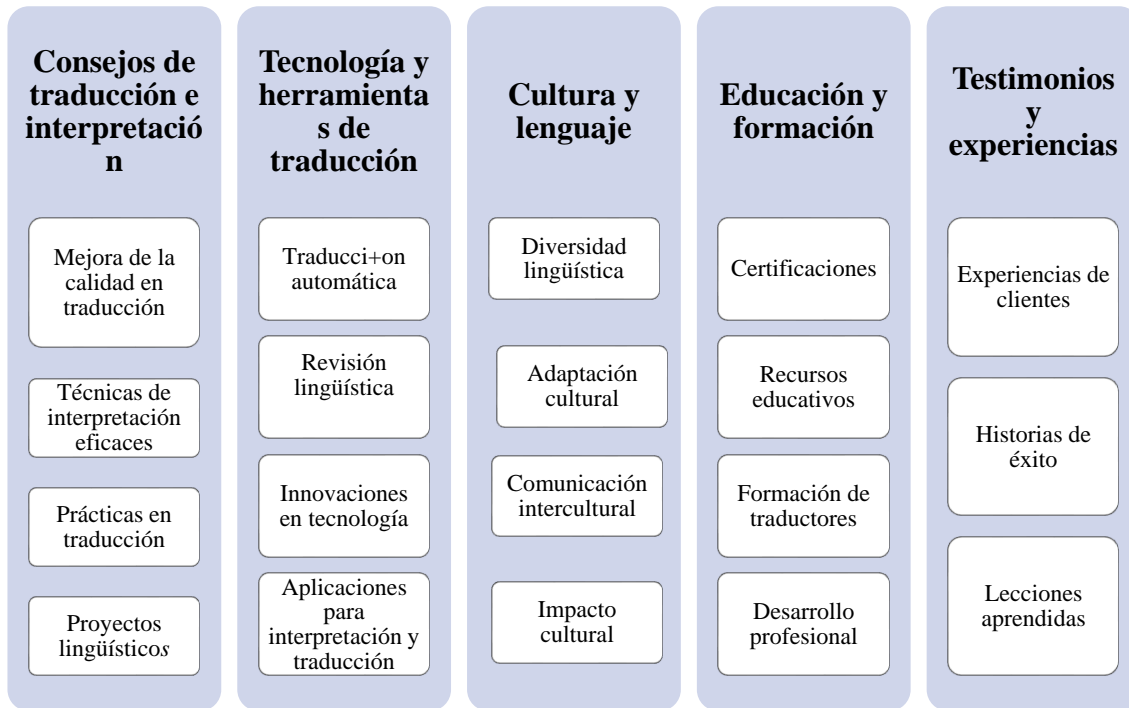 Consejos de
traducción e
interpretació
n
Mejora de la
calidad en
traducción
Técnicas de
interpretación
eficaces
Prácticas en
traducción
Proyectos
lingüísticos
Tecnología y
herramienta
s de
traducción
Traducci+on
automática
Revisión
lingüística
Innovaciones
en tecnología
Aplicaciones
para
interpretación y
traducción
Cultura y
lenguaje
Diversidad
lingüística
Adaptación
cultural
Comunicación
intercultural
Impacto
cultural
Educación y
formación
Certificaciones
Recursos
educativos
Formación de
traductores
Desarrollo
profesional
Testimonios
y
experiencias
Experiencias de
clientes
Historias de
éxito
Lecciones
aprendidas